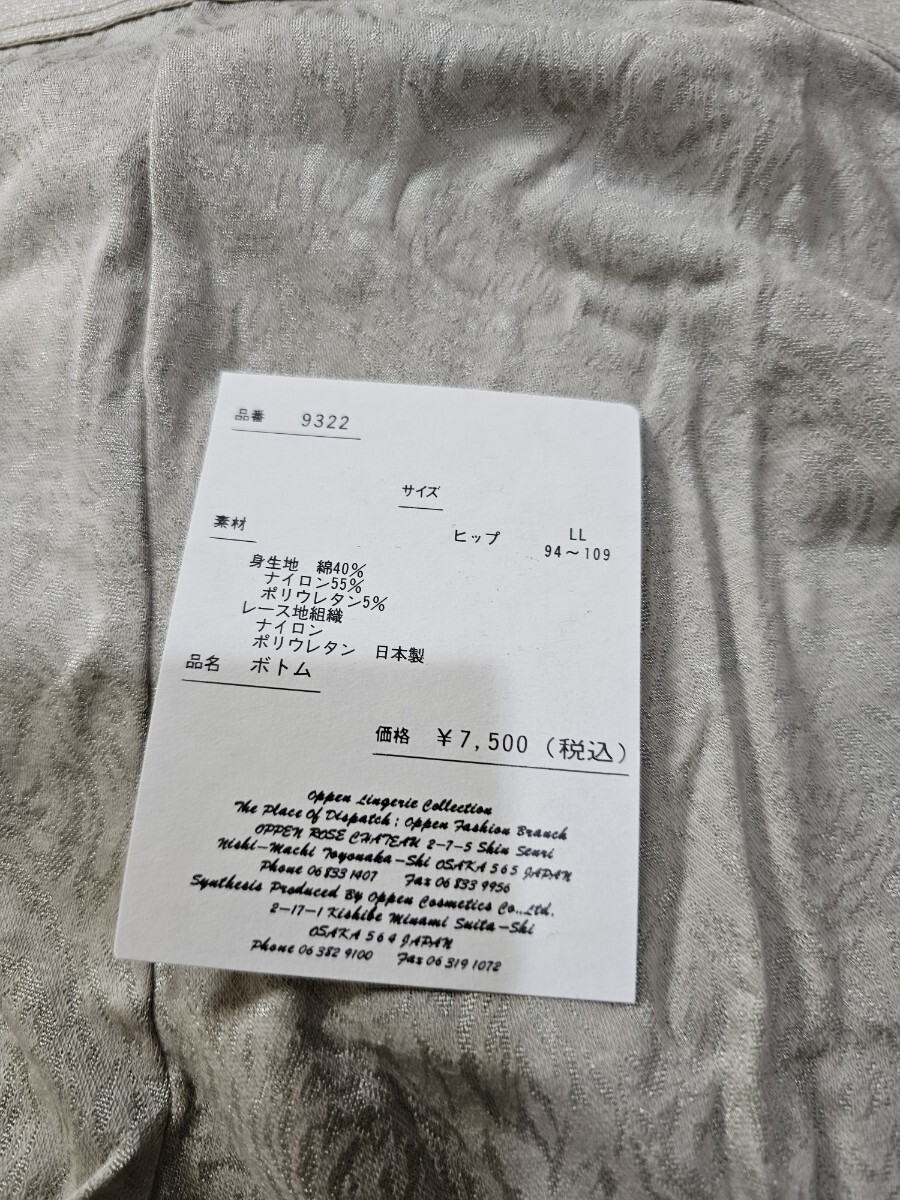 品番 9322
サイズ
素材
ヒップ LL
94～109
身生地 綿40%
ナイロン55%
ポリウレタン5%
レース地組織
ナイロン
ポリウレタン 日本製
品名 ボトム
価格 ¥7,500 (税込)
Oppen Lingerie Collection
The Place Of Dispatch : Oppen Fashion Branch
OPPEN ROSE CHATEAU 2-7-5 Shin Senri
Nishi-Machi Toyonaka-Shi OSAKA 565 JAPAN
Phone 06 833 1407 Fax 06 833 9956
Synthesis Produced By Oppen Cosmetics Co.,Ltd.
2-17-1 Kishibe Minami Suita-Shi
OSAKA 564 JAPAN
Phone 06 382 9100 Fax 06 319 1072